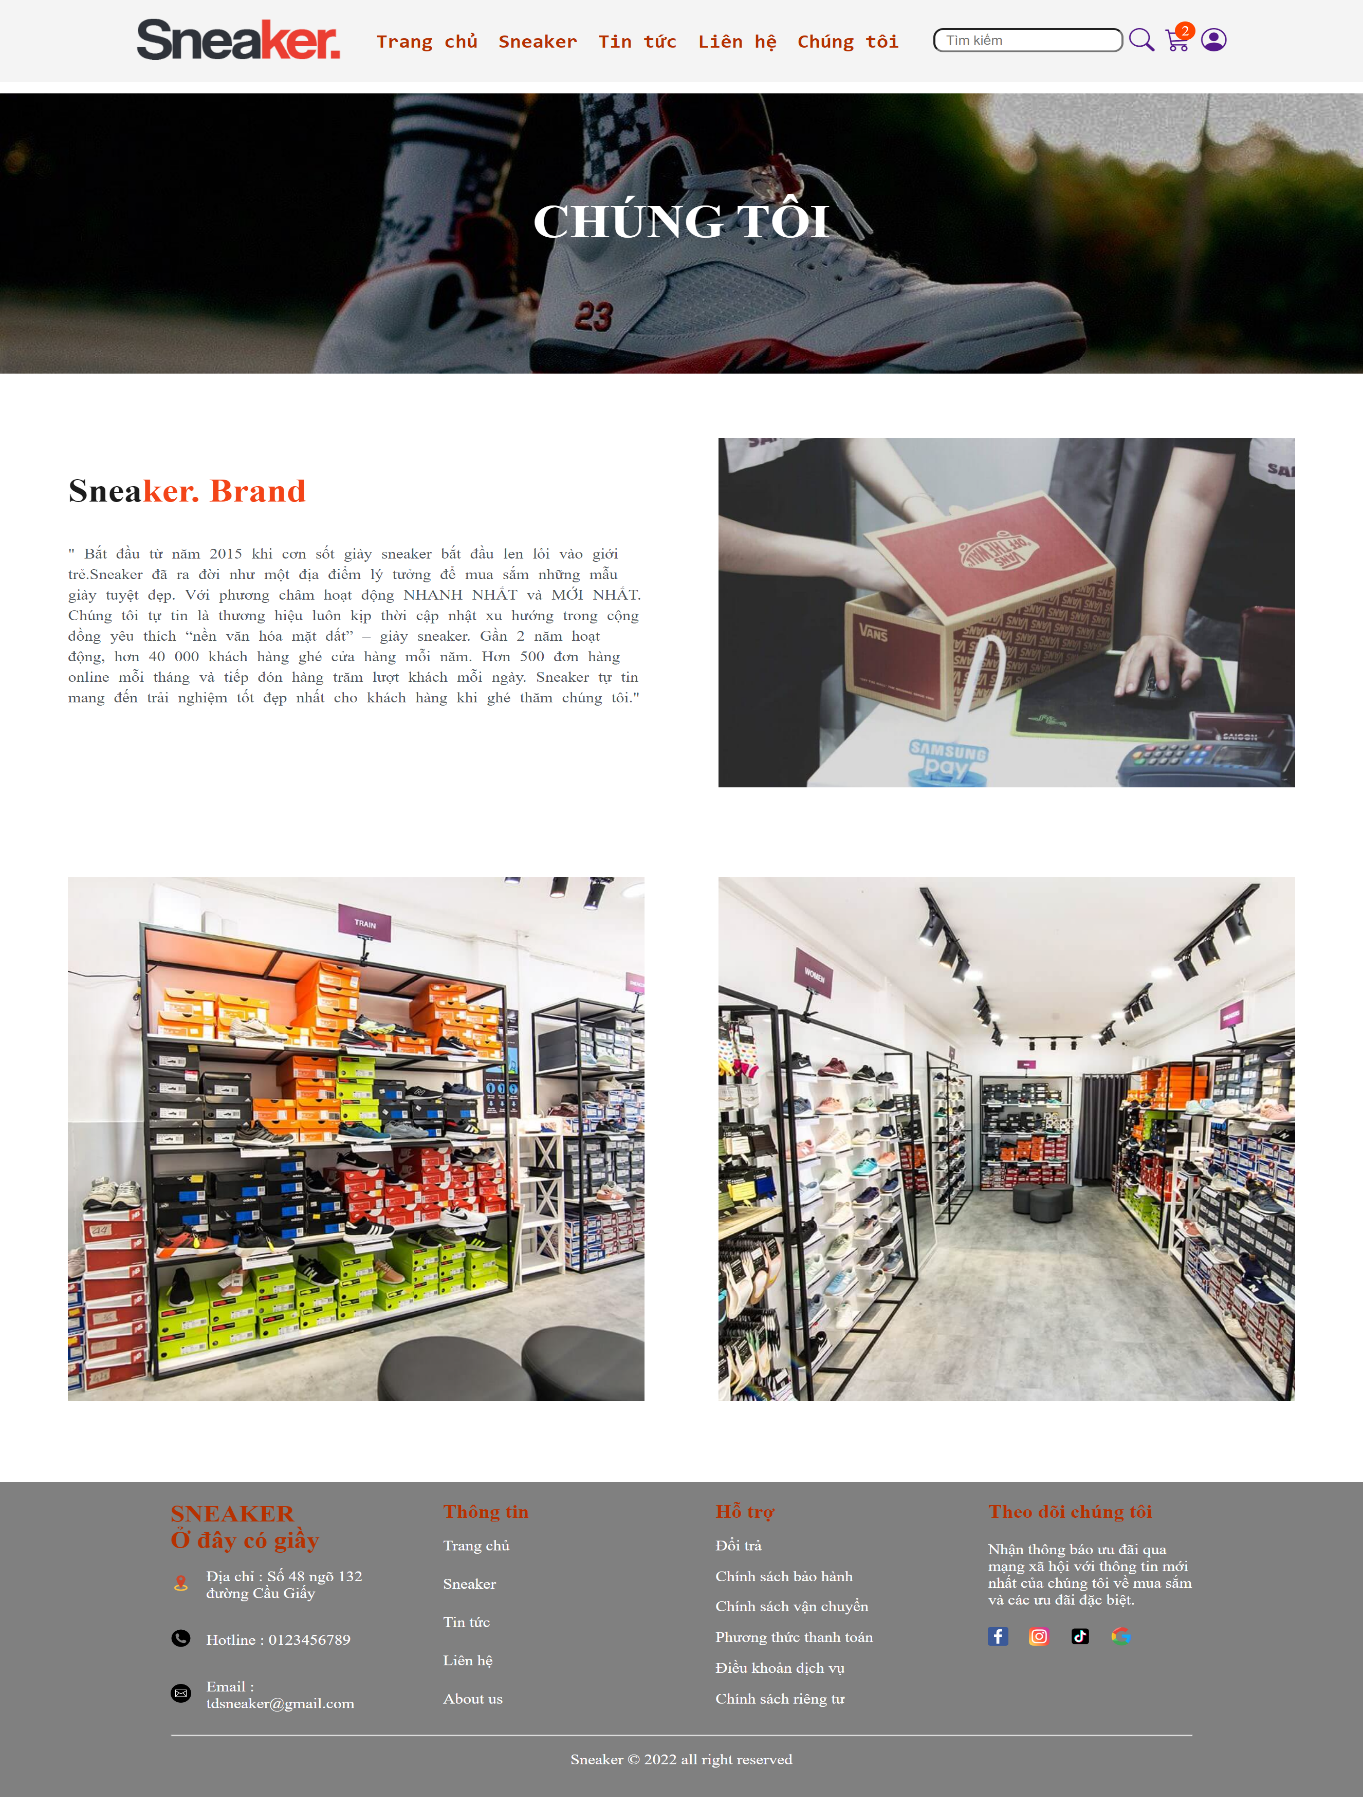 Sneaker.
Trang chủ Sneaker Tin tức Liên hệ Chúng tôi
Tìm kiếm
2
CHÚNG TÔI
23
Sneaker. Brand
" Bắt đầu từ năm 2015 khi cơn sốt giày sneaker bắt đầu len lỏi vào giới
trẻ.Sneaker đã ra đời như một địa điểm lý tưởng để mua sắm những mẫu
giày tuyệt đẹp. Với phương châm hoạt động NHANH NHẤT và MỚI NHẤT.
Chúng tôi tự tin là thương hiệu luôn kịp thời cập nhật xu hướng trong cộng
đồng yêu thích “nền văn hóa mặt đất” – giày sneaker. Gần 2 năm hoạt
động, hơn 40 000 khách hàng ghé cửa hàng mỗi năm. Hơn 500 đơn hàng
online mỗi tháng và tiếp đón hàng trăm lượt khách mỗi ngày. Sneaker tự tin
mang đến trải nghiệm tốt đẹp nhất cho khách hàng khi ghé thăm chúng tôi."
VANS
"OFF THE WALL"
VANS
SAMSUNG
pay
SAIGON
TRAIN
WOMEN
SNEAKER
Ở đây có giầy
Địa chỉ : Số 48 ngõ 132
đường Cầu Giấy
Hotline : 0123456789
Email :
tdsneaker@gmail.com
Thông tin
Trang chủ
Sneaker
Tin tức
Liên hệ
About us
Hỗ trợ
Đổi trả
Chính sách bảo hành
Chính sách vận chuyển
Phương thức thanh toán
Điều khoản dịch vụ
Chính sách riêng tư
Theo dõi chúng tôi
Nhận thông báo ưu đãi qua
mạng xã hội với thông tin mới
nhất của chúng tôi về mua sắm
và các ưu đãi đặc biệt.
Sneaker © 2022 all right reserved